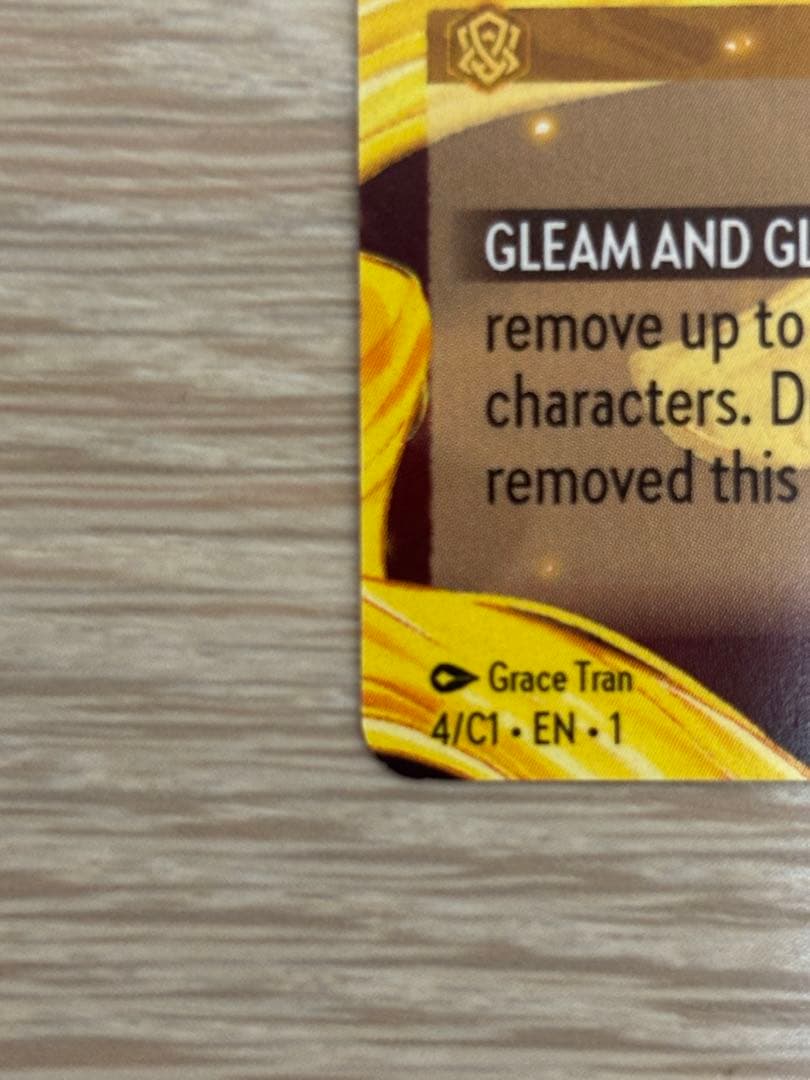 GLEAM AND GL
remove up to
characters. D
removed this
Grace Tran
4/C1 • EN • 1